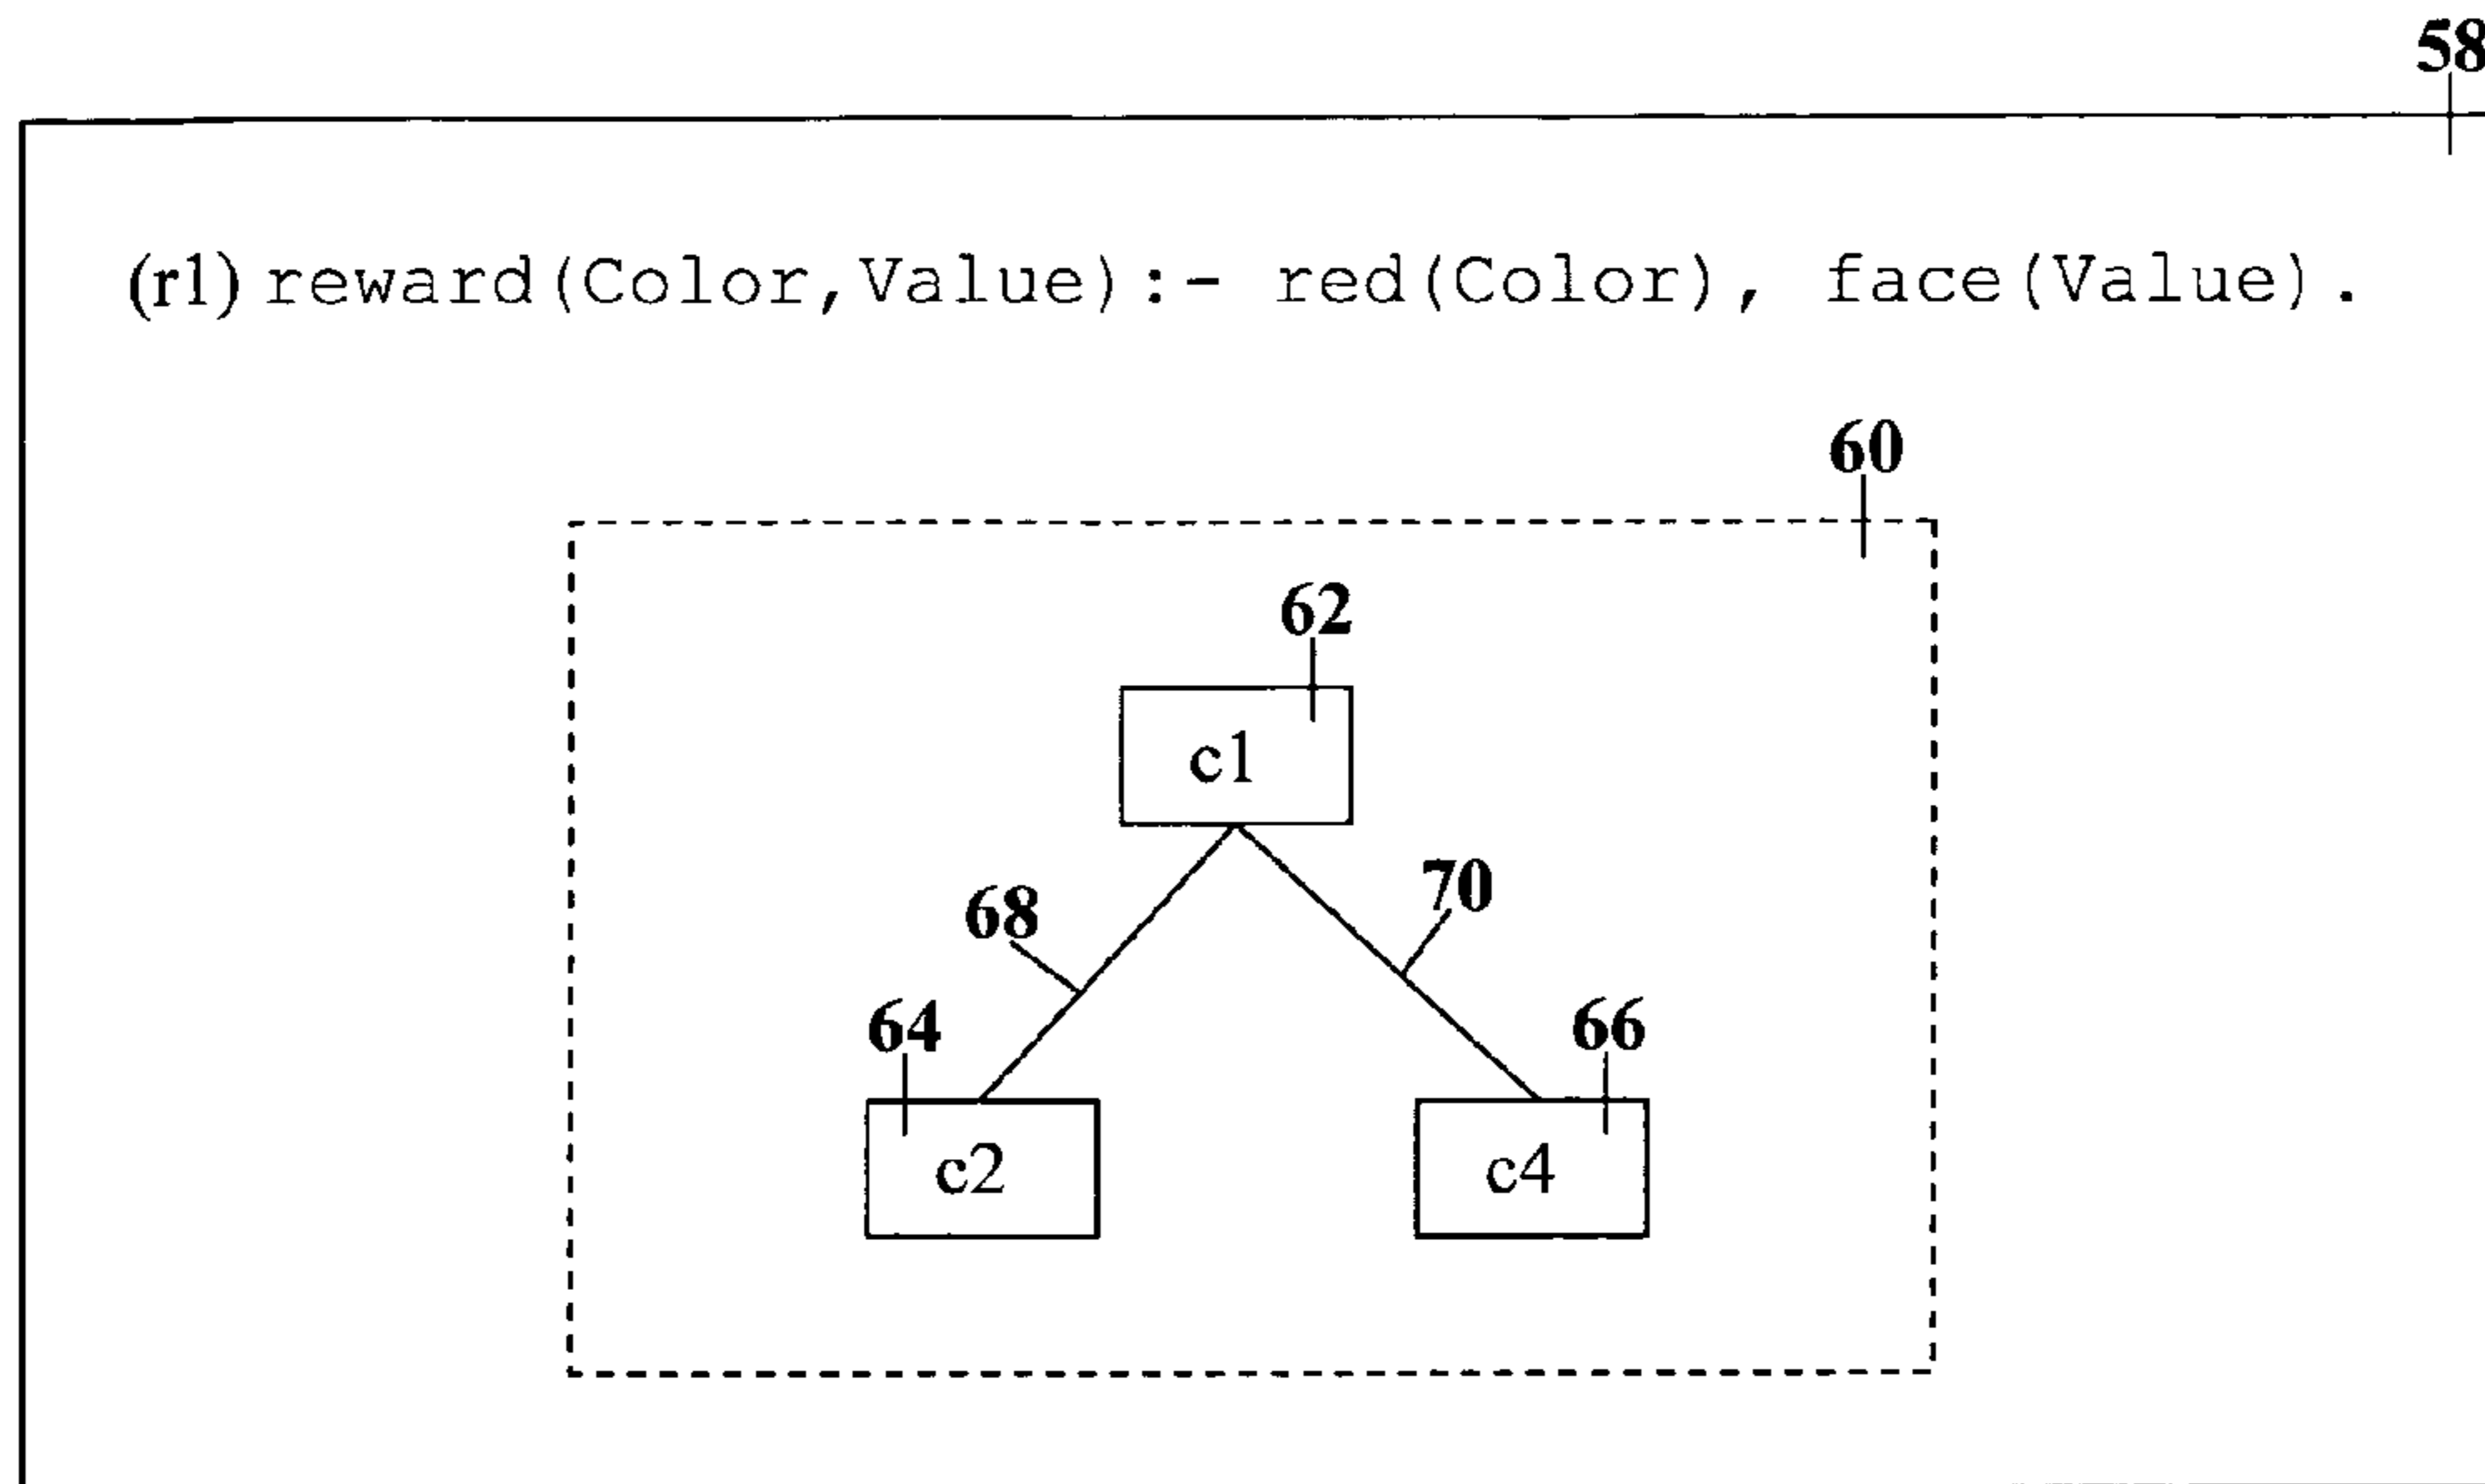 58
(r1) reward(Color,Value):- red(Color), face(Value).
60
62
c1
70
68
64
66
c2
c4